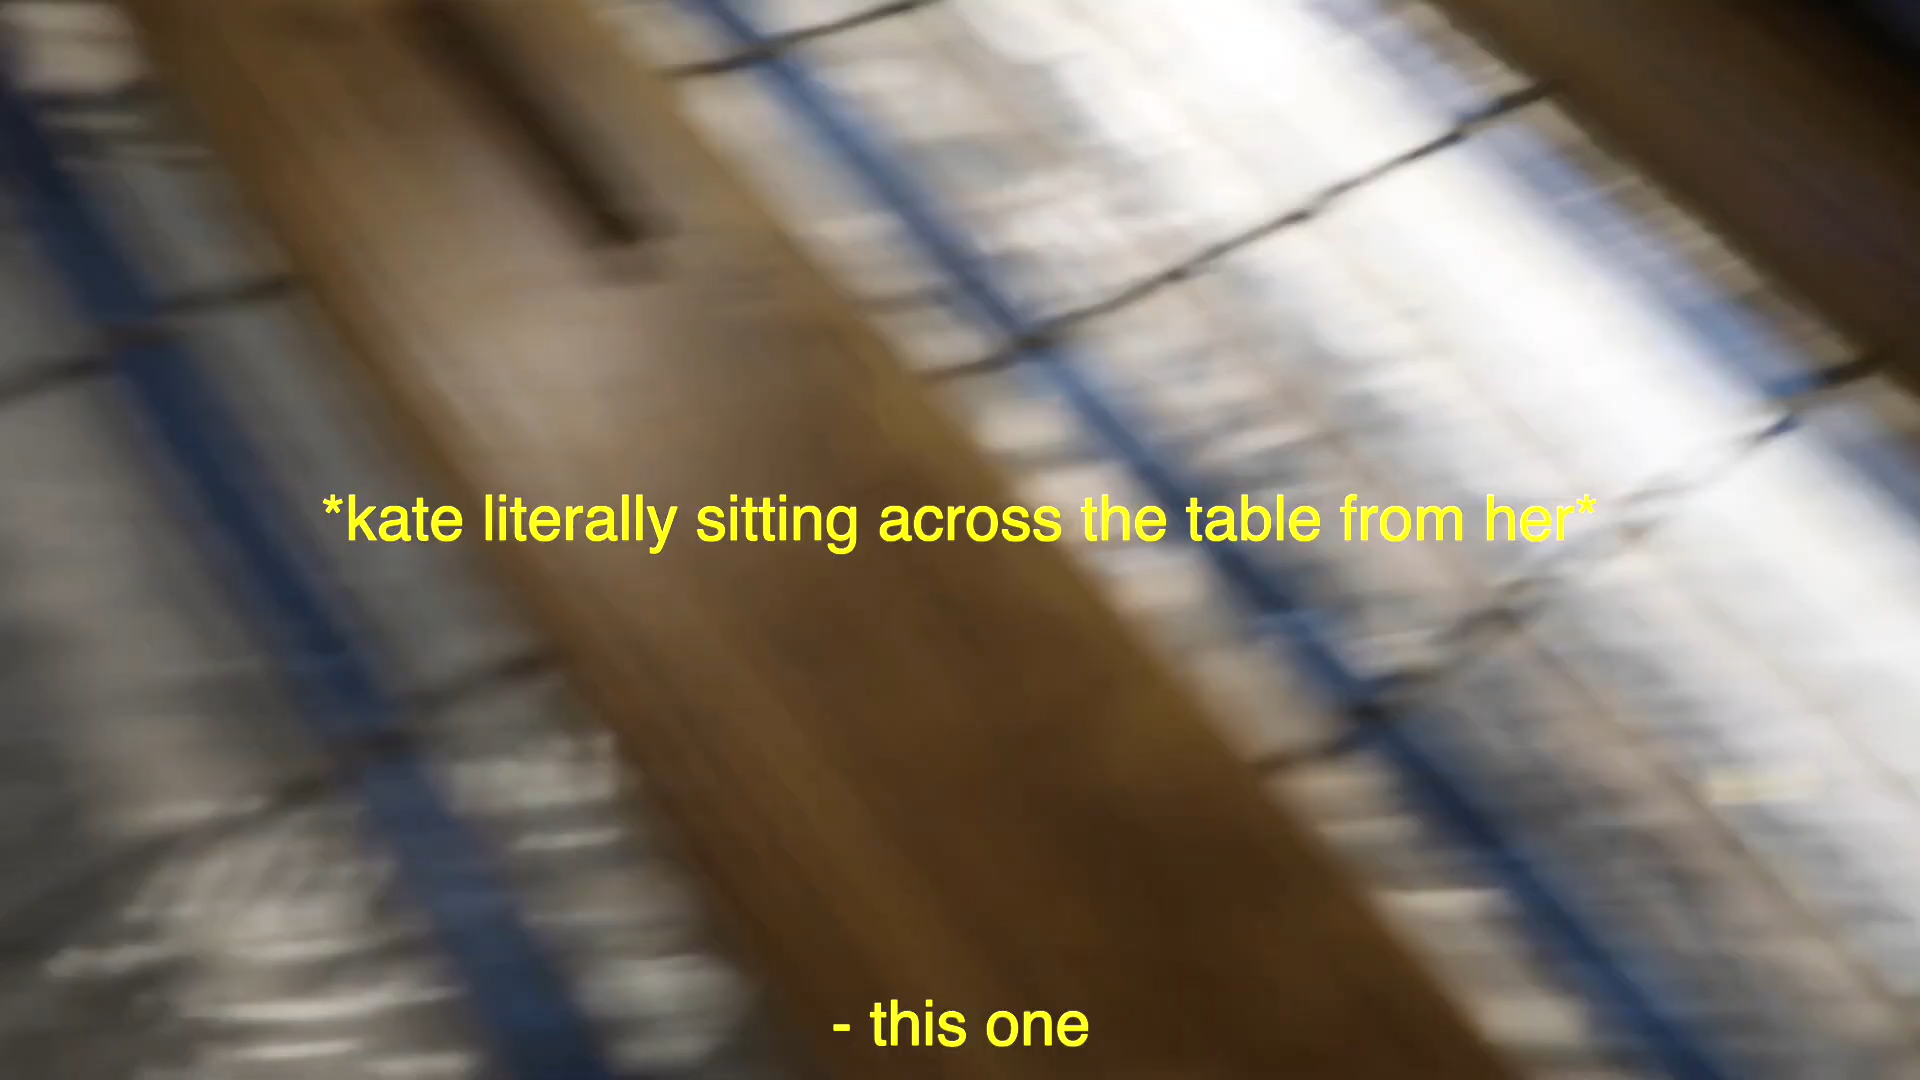 *kate literally sitting across the table from her*
- this one